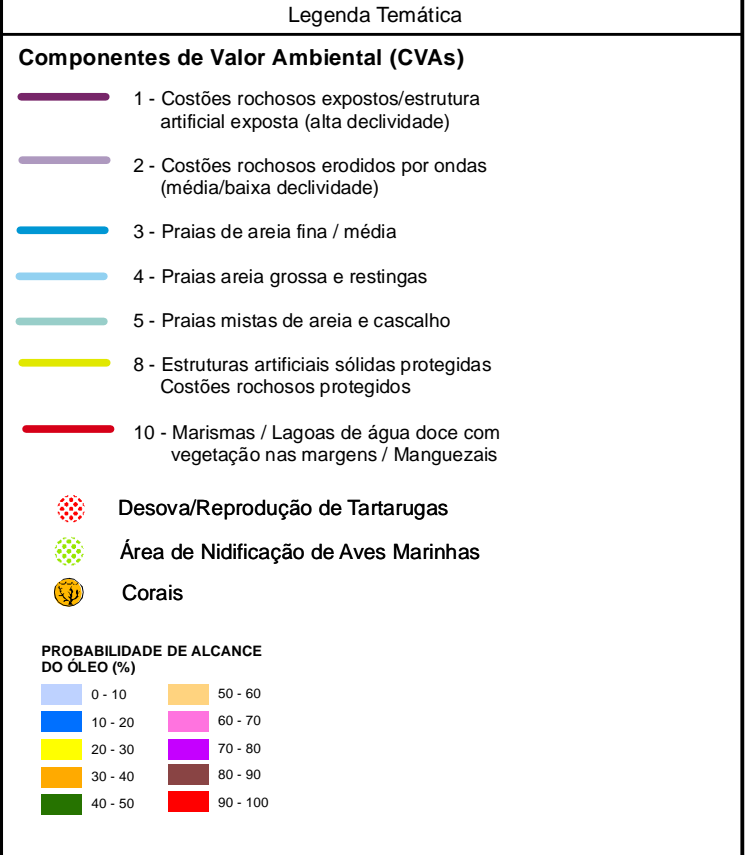 Legenda Temática
Componentes de Valor Ambiental (CVAs)
1 - Costões rochosos expostos/estrutura
artificial exposta (alta declividade)
2 - Costões rochosos erodidos por ondas
(média/baixa declividade)
3 - Praias de areia fina / média
4 - Praias areia grossa e restingas
5 - Praias mistas de areia e cascalho
8 - Estruturas artificiais sólidas protegidas
Costões rochosos protegidos
10 - Marismas / Lagoas de água doce com
vegetação nas margens / Manguezais
Desova/Reprodução de Tartarugas
Área de Nidificação de Aves Marinhas
Corais
PROBABILIDADE DE ALCANCE
DO ÓLEO (%)
0 - 10
10 - 20
20 - 30
30 - 40
40 - 50
50 - 60
60 - 70
70 - 80
80 - 90
90 - 100